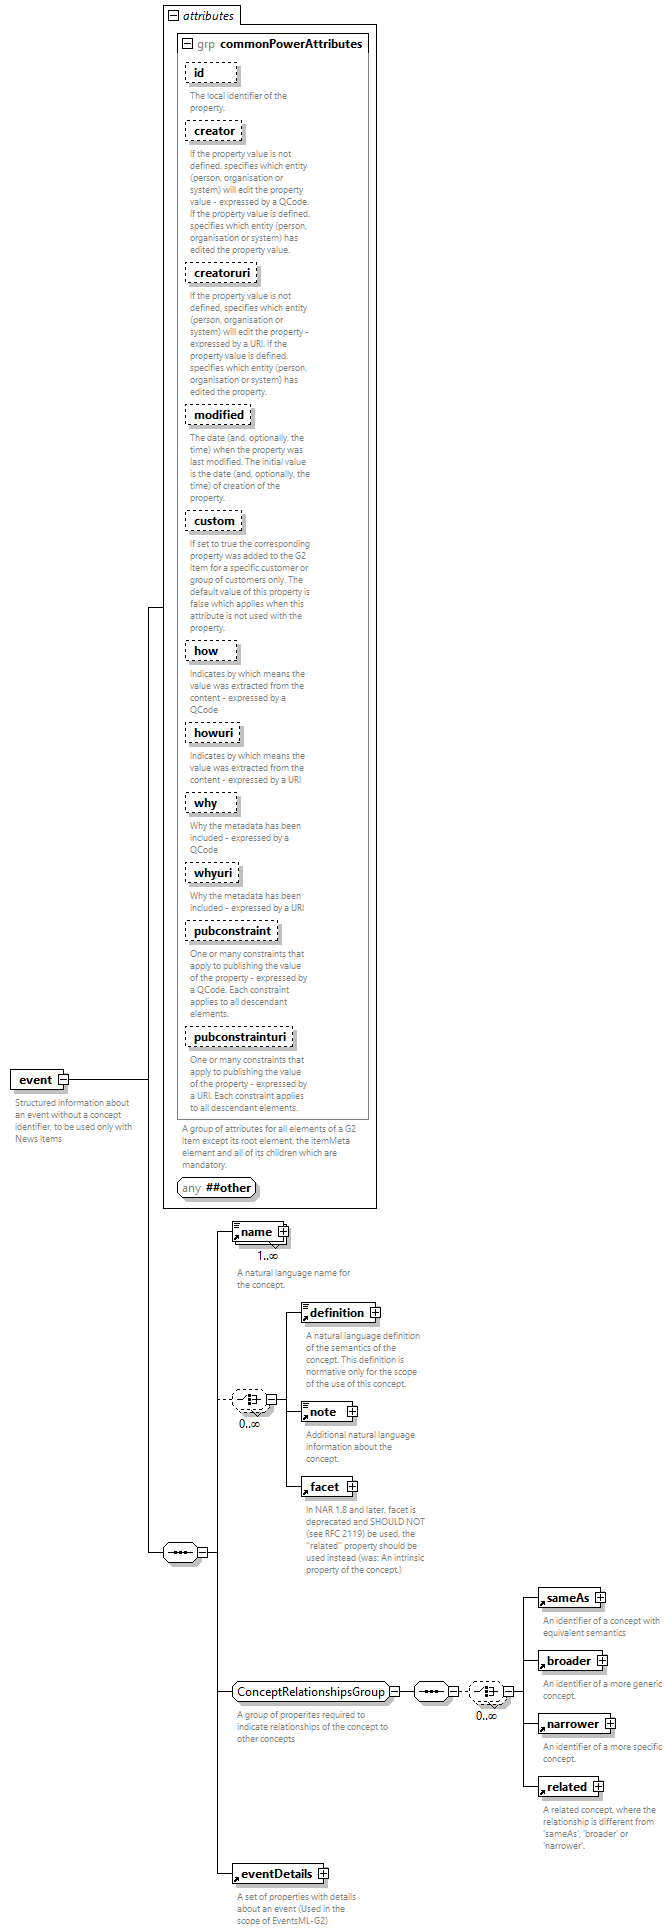 attributes
grp commonPowerAttributes
id
The local identifier of the
property.
creator
If the property value is not
defined, specifies which entity
(person, organisation or
system) will edit the property
value - expressed by a QCode.
If the property value is defined,
specifies which entity (person,
organisation or system) has
edited the property value.
creatoruri
If the property value is not
defined, specifies which entity
(person, organisation or
system) will edit the property -
expressed by a URI. If the
property value is defined,
specifies which entity (person,
organisation or system) has
edited the property.
modified
The date (and, optionally, the
time) when the property was
last modified. The initial value
is the date (and, optionally, the
time) of creation of the
property.
custom
If set to true the corresponding
property was added to the G2
Item for a specific customer or
group of customers only. The
default value of this property is
false which applies when this
attribute is not used with the
property.
how
Indicates by which means the
value was extracted from the
content - expressed by a
QCode
howuri
Indicates by which means the
value was extracted from the
content - expressed by a URI
why
Why the metadata has been
included - expressed by a
QCode
whyuri
Why the metadata has been
included - expressed by a URI
pubconstraint
One or many constraints that
apply to publishing the value
of the property - expressed by
a QCode. Each constraint
applies to all descendant
elements.
pubconstrainturi
One or many constraints that
apply to publishing the value
of the property - expressed by
a URI. Each constraint applies
to all descendant elements.
A group of attributes for all elements of a G2
Item except its root element, the itemMeta
element and all of its children which are
mandatory.
any ##other
event
Structured information about
an event without a concept
identifier, to be used only with
News Items
name
1..∞
A natural language name for
the concept.
definition
A natural language definition
of the semantics of the
concept. This definition is
normative only for the scope
of the use of this concept.
0..∞
note
Additional natural language
information about the
concept.
facet
In NAR 1.8 and later, facet is
deprecated and SHOULD NOT
(see RFC 2119) be used, the
"related" property should be
used instead (was: An intrinsic
property of the concept.)
ConceptRelationshipsGroup
A group of properites required to
indicate relationships of the concept to
other concepts
0..∞
sameAs
An identifier of a concept with
equivalent semantics
broader
An identifier of a more generic
concept.
narrower
An identifier of a more specific
concept.
related
A related concept, where the
relationship is different from
'sameAs', 'broader' or
'narrower'.
eventDetails
A set of properties with details
about an event (Used in the
scope of EventsML-G2)